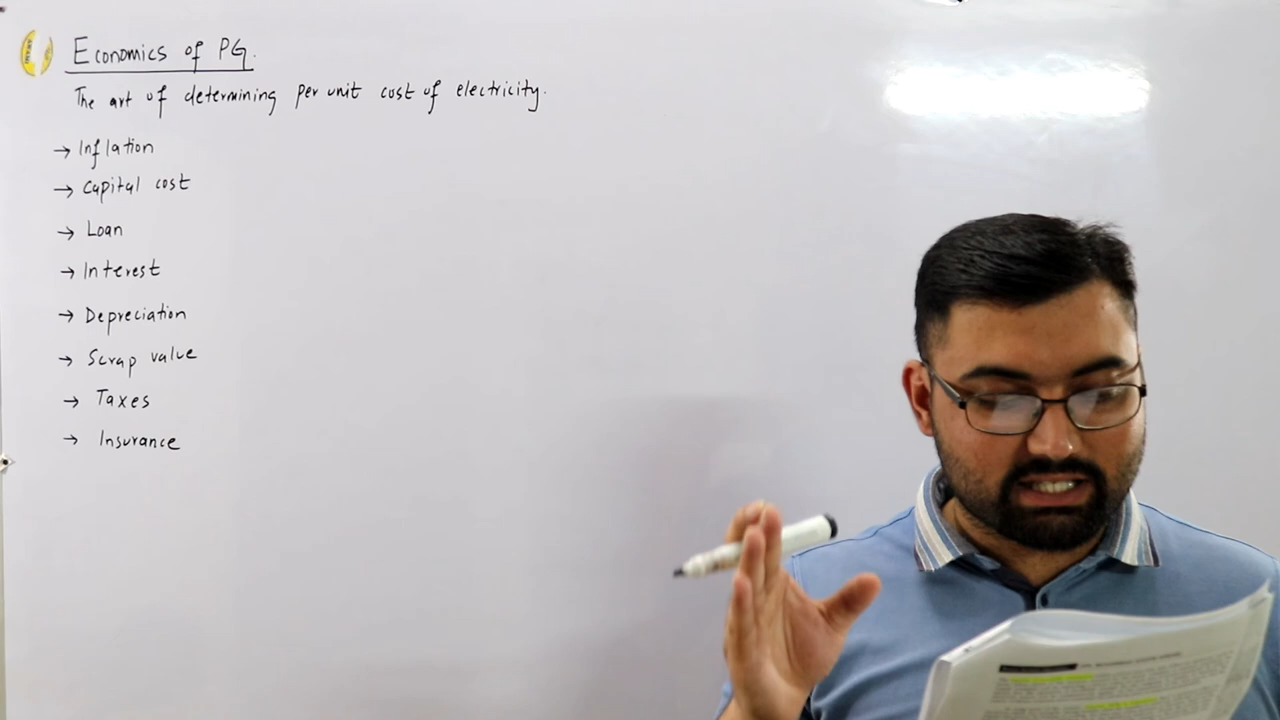 Economics of PG.
The art of determining per unit cost of electricity.
→ Inflation
→ Capital cost
→ Loan
→ Interest
→ Depreciation
→ Scrap value
→ Taxes
→ Insurance